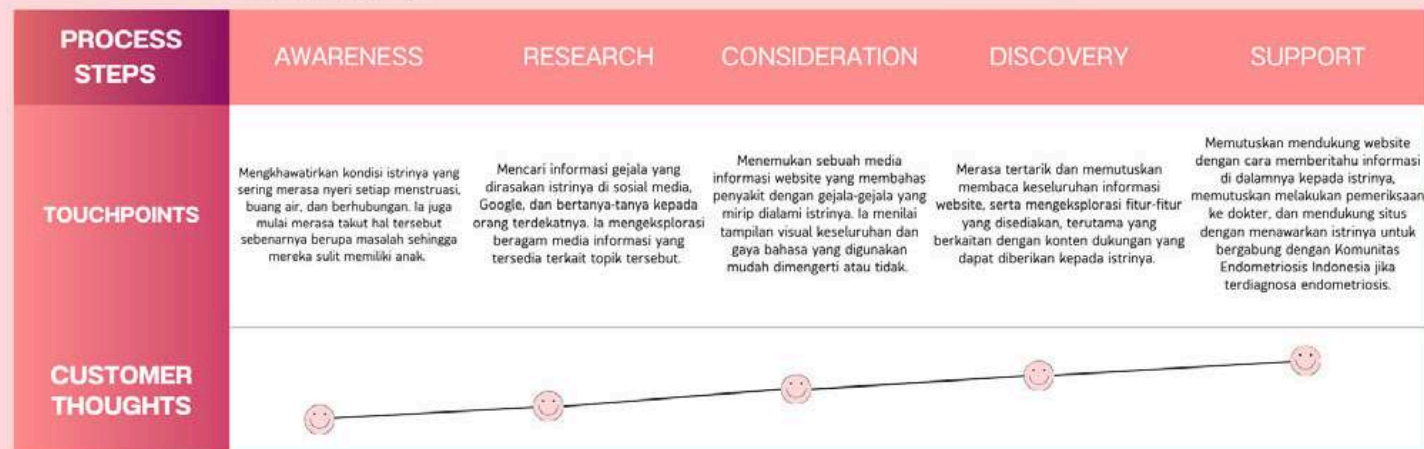 PROCESS
STEPS
AWARENESS
RESEARCH
CONSIDERATION
DISCOVERY
SUPPORT
TOUCHPOINTS
Mengkhawatirkan kondisi istrinya yang
sering merasa nyeri setiap menstruasi,
buang air, dan berhubungan. Ia juga
mulai merasa takut hal tersebut
sebenarnya berupa masalah sehingga
mereka sulit memiliki anak.
Mencari informasi gejala yang
dirasakan istrinya di sosial media,
Google, dan bertanya-tanya kepada
orang terdekatnya. Ia mengeksplorasi
beragam media informasi yang
tersedia terkait topik tersebut.
Menemukan sebuah media
informasi website yang membahas
penyakit dengan gejala-gejala yang
mirip dialami istrinya. Ia menilai
tampilan visual keseluruhan dan
gaya bahasa yang digunakan
mudah dimengerti atau tidak.
Merasa tertarik dan memutuskan
membaca keseluruhan informasi
website, serta mengeksplorasi fitur-fitur
yang disediakan, terutama yang
berkaitan dengan konten dukungan yang
dapat diberikan kepada istrinya.
Memutuskan mendukung website
dengan cara memberitahu informasi
di dalamnya kepada istrinya,
memutuskan melakukan pemeriksaan
ke dokter, dan mendukung situs
dengan menawarkan istrinya untuk
bergabung dengan Komunitas
Endometriosis Indonesia jika
terdiagnosa endometriosis.
CUSTOMER
THOUGHTS